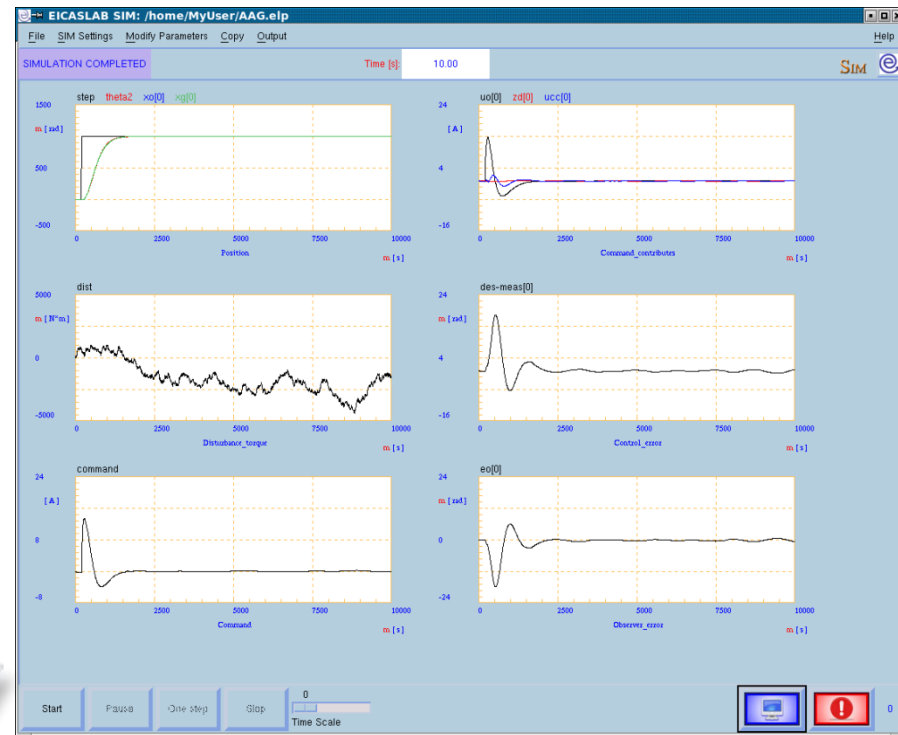 EICASLAB SIM: /home/MyUser/AAG.elp
File SIM Settings Modify Parameters Copy Output Help
SIMULATION COMPLETED Time [s]: 10.00 SIM e
step theta2 xo[0] xg[0]
1500
m [ rad ]
500
-500
0 2500 5000 7500 10000
Position
m [ s ]
uo[0] zd[0] ucc[0]
24
[ A ]
4
-16
0 2500 5000 7500 10000
Command_contributes
m [ s ]
dist
5000
m [ N*m ]
0
-5000
0 2500 5000 7500 10000
Disturbance_torque
m [ s ]
des-meas[0]
24
m [ rad ]
4
-16
0 2500 5000 7500 10000
Control_error
m [ s ]
command
24
[ A ]
8
-8
0 2500 5000 7500 10000
Command
m [ s ]
eo[0]
24
m [ rad ]
0
-24
0 2500 5000 7500 10000
Observer_error
m [ s ]
0
Start Pause One step Stop
Time Scale
! 0